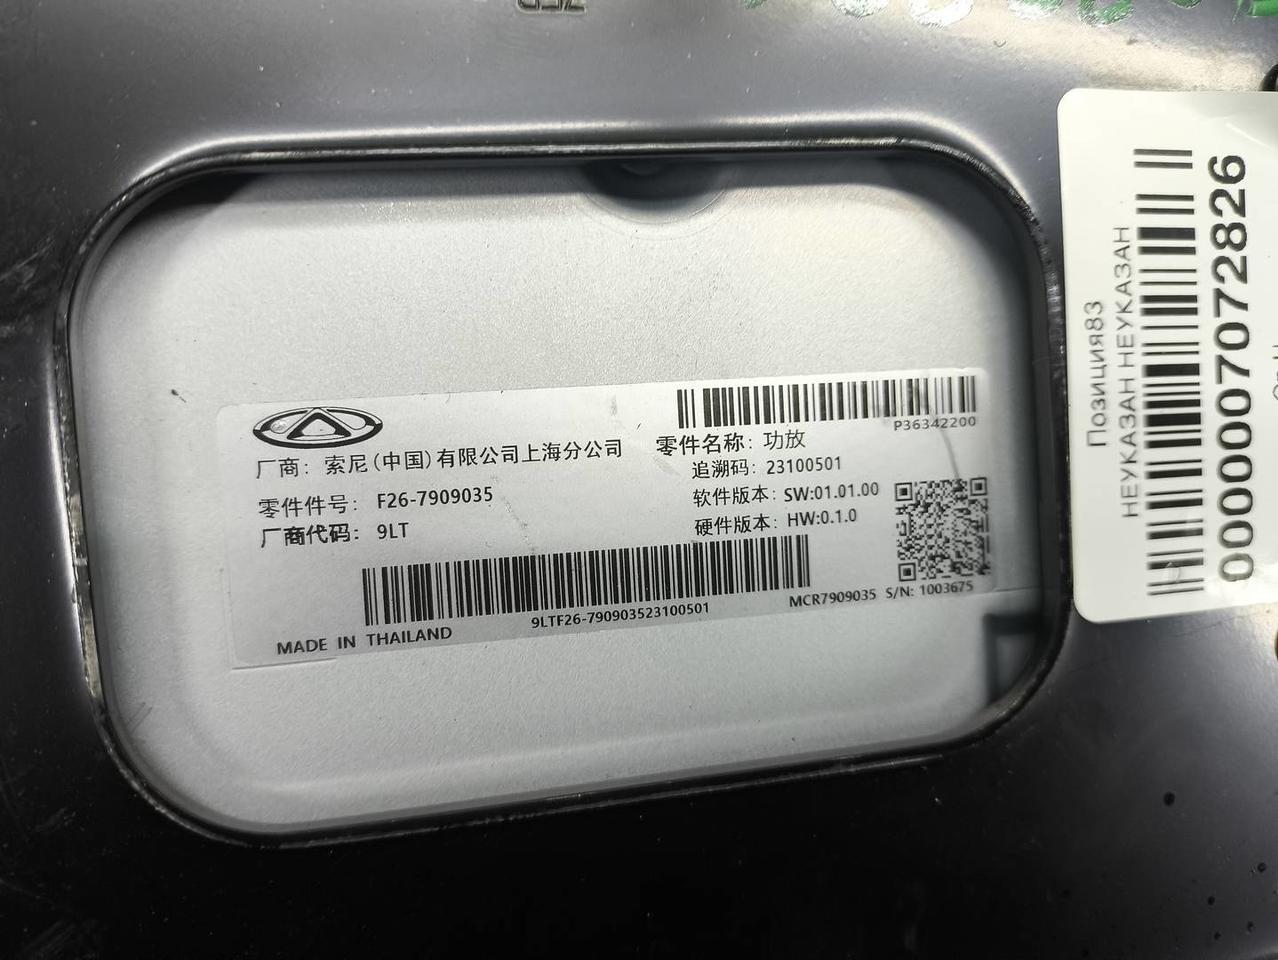 P36342200
厂商: 索尼(中国)有限公司上海分公司
零件名称: 功放
追溯码: 23100501
零件件号: F26-7909035
软件版本: SW:01.01.00
厂商代码: 9LT
硬件版本: HW:0.1.0
9LTF26-790903523100501
MCR7909035 S/N: 1003675
MADE IN THAILAND
Позиция83
НЕУКАЗАН НЕУКАЗАН
0000007072826